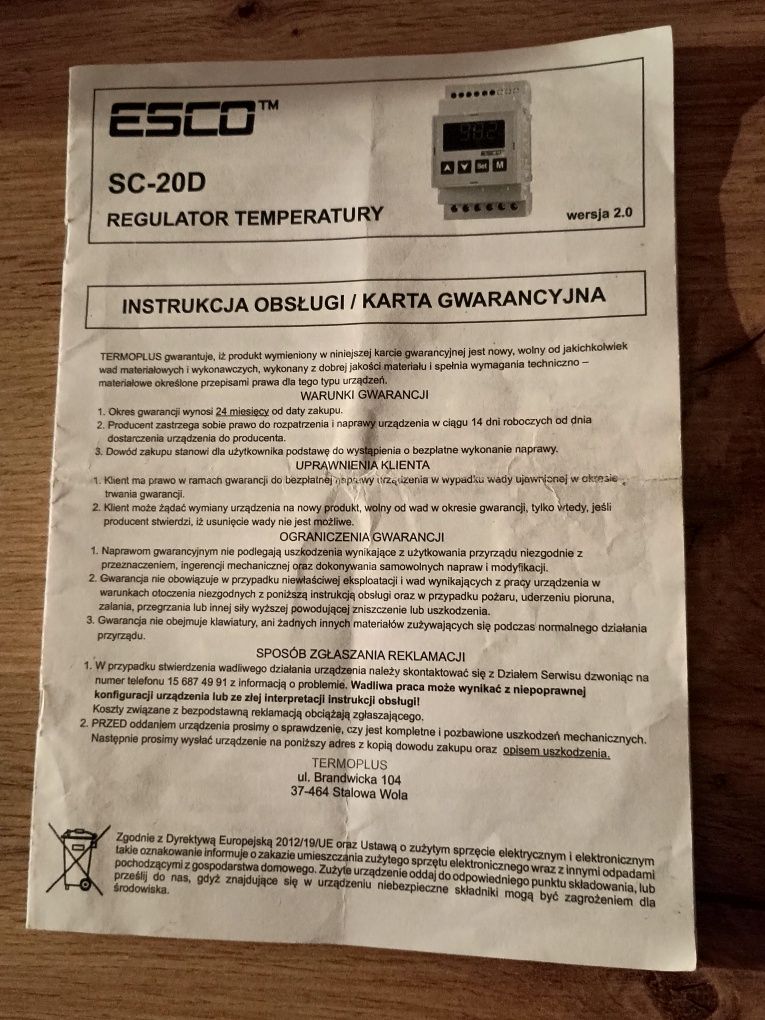 ESCO™
SC-20D
REGULATOR TEMPERATURY
ESCO
Set M
wersja 2.0
INSTRUKCJA OBSŁUGI / KARTA GWARANCYJNA
TERMOPLUS gwarantuje, iż produkt wymieniony w niniejszej karcie gwarancyjnej jest nowy, wolny od jakichkolwiek
wad materiałowych i wykonawczych, wykonany z dobrej jakości materiału i spełnia wymagania techniczno –
materiałowe określone przepisami prawa dla tego typu urządzeń.
WARUNKI GWARANCJI
1. Okres gwarancji wynosi 24 miesięcy od daty zakupu.
2. Producent zastrzega sobie prawo do rozpatrzenia i naprawy urządzenia w ciągu 14 dni roboczych od dnia
dostarczenia urządzenia do producenta.
3. Dowód zakupu stanowi dla użytkownika podstawę do wystąpienia o bezpłatne wykonanie naprawy.
UPRAWNIENIA KLIENTA
1. Klient ma prawo w ramach gwarancji do bezpłatnej naprawy urządzenia w wypadku wady ujawnionej w okresie
trwania gwarancji.
2. Klient może żądać wymiany urządzenia na nowy produkt, wolny od wad w okresie gwarancji, tylko wtedy, jeśli
producent stwierdzi, iż usunięcie wady nie jest możliwe.
OGRANICZENIA GWARANCJI
1. Naprawom gwarancyjnym nie podlegają uszkodzenia wynikające z użytkowania przyrządu niezgodnie z
przeznaczeniem, ingerencji mechanicznej oraz dokonywania samowolnych napraw i modyfikacji.
2. Gwarancja nie obowiązuje w przypadku niewłaściwej eksploatacji i wad wynikających z pracy urządzenia w
warunkach otoczenia niezgodnych z poniższą instrukcją obsługi oraz w przypadku pożaru, uderzeniu pioruna,
zalania, przegrzania lub innej siły wyższej powodującej zniszczenie lub uszkodzenia.
3. Gwarancja nie obejmuje klawiatury, ani żadnych innych materiałów zużywających się podczas normalnego działania
przyrządu.
SPOSÓB ZGŁASZANIA REKLAMACJI
1. W przypadku stwierdzenia wadliwego działania urządzenia należy skontaktować się z Działem Serwisu dzwoniąc na
numer telefonu 15 687 49 91 z informacją o problemie. Wadliwa praca może wynikać z niepoprawnej
konfiguracji urządzenia lub ze złej interpretacji instrukcji obsługi!
Koszty związane z bezpodstawną reklamacją obciążają zgłaszającego.
2. PRZED oddaniem urządzenia prosimy o sprawdzenie, czy jest kompletne i pozbawione uszkodzeń mechanicznych.
Następnie prosimy wysłać urządzenie na poniższy adres z kopią dowodu zakupu oraz opisem uszkodzenia.
TERMOPLUS
ul. Brandwicka 104
37-464 Stalowa Wola
Zgodnie z Dyrektywą Europejską 2012/19/UE oraz Ustawą o zużytym sprzęcie elektrycznym i elektronicznym
takie oznakowanie informuje o zakazie umieszczania zużytego sprzętu elektronicznego wraz z innymi odpadami
pochodzącymi z gospodarstwa domowego. Zużyte urządzenie oddaj do odpowiedniego punktu składowania, lub
prześlij do nas, gdyż znajdujące się w urządzeniu niebezpieczne składniki mogą być zagrożeniem dla
środowiska.